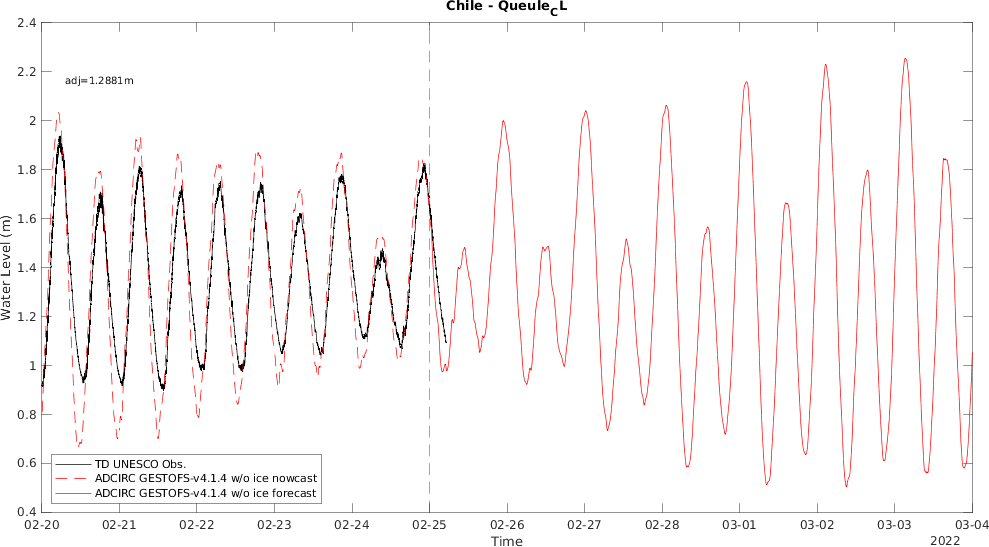 Chile - Queule_CL
2.4
2.2
adj=1.2881m
2
1.8
1.6
1.4
1.2
1
0.8
0.6
0.4
Water Level (m)
TD UNESCO Obs.
ADCIRC GESTOFS-v4.1.4 w/o ice nowcast
ADCIRC GESTOFS-v4.1.4 w/o ice forecast
02-20 02-21 02-22 02-23 02-24 02-25 02-26 02-27 02-28 03-01 03-02 03-03 03-04
Time
2022